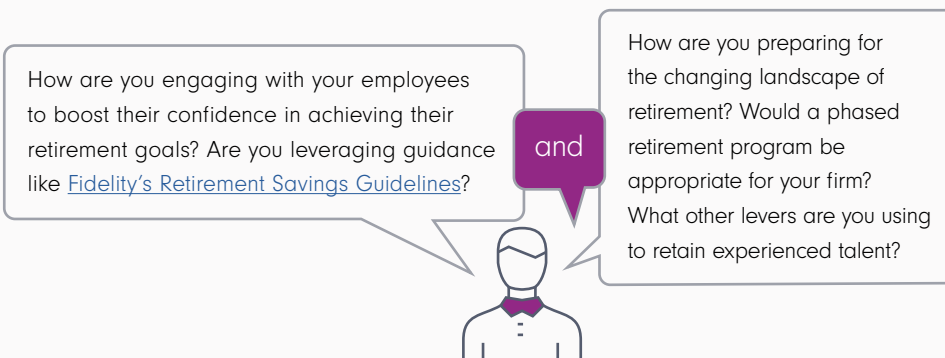 How are you engaging with your employees
to boost their confidence in achieving their
retirement goals? Are you leveraging guidance
like Fidelity’s Retirement Savings Guidelines?
and
How are you preparing for
the changing landscape of
retirement? Would a phased
retirement program be
appropriate for your firm?
What other levers are you using
to retain experienced talent?